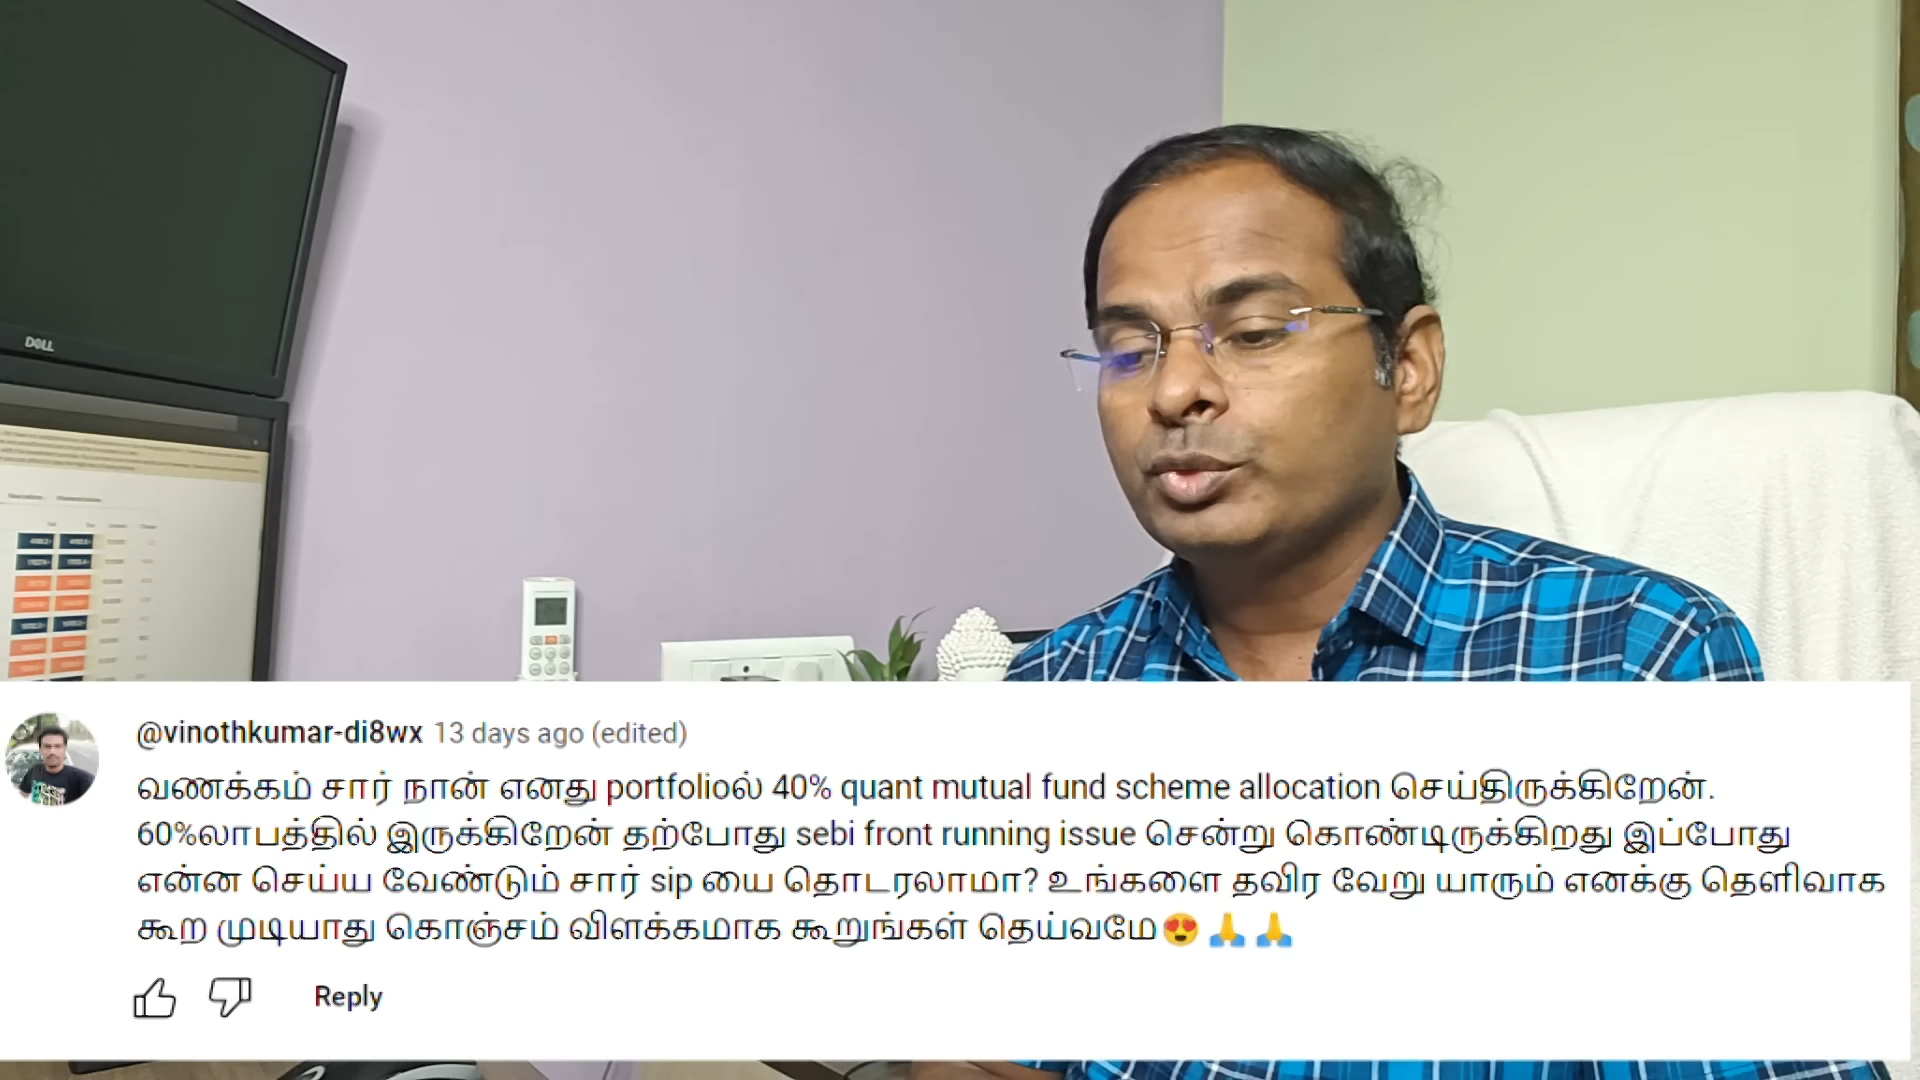 DELL
@vinothkumar-di8wx 13 days ago (edited)
வணக்கம் சார் நான் எனது portfolioல் 40% quant mutual fund scheme allocation செய்திருக்கிறேன்.
60%லாபத்தில் இருக்கிறேன் தற்போது sebi front running issue சென்று கொண்டிருக்கிறது இப்போது
என்ன செய்ய வேண்டும் சார் sip யை தொடரலாமா? உங்களை தவிர வேறு யாரும் எனக்கு தெளிவாக
கூற முடியாது கொஞ்சம் விளக்கமாக கூறுங்கள் தெய்வமே😍🙏🙏
Reply